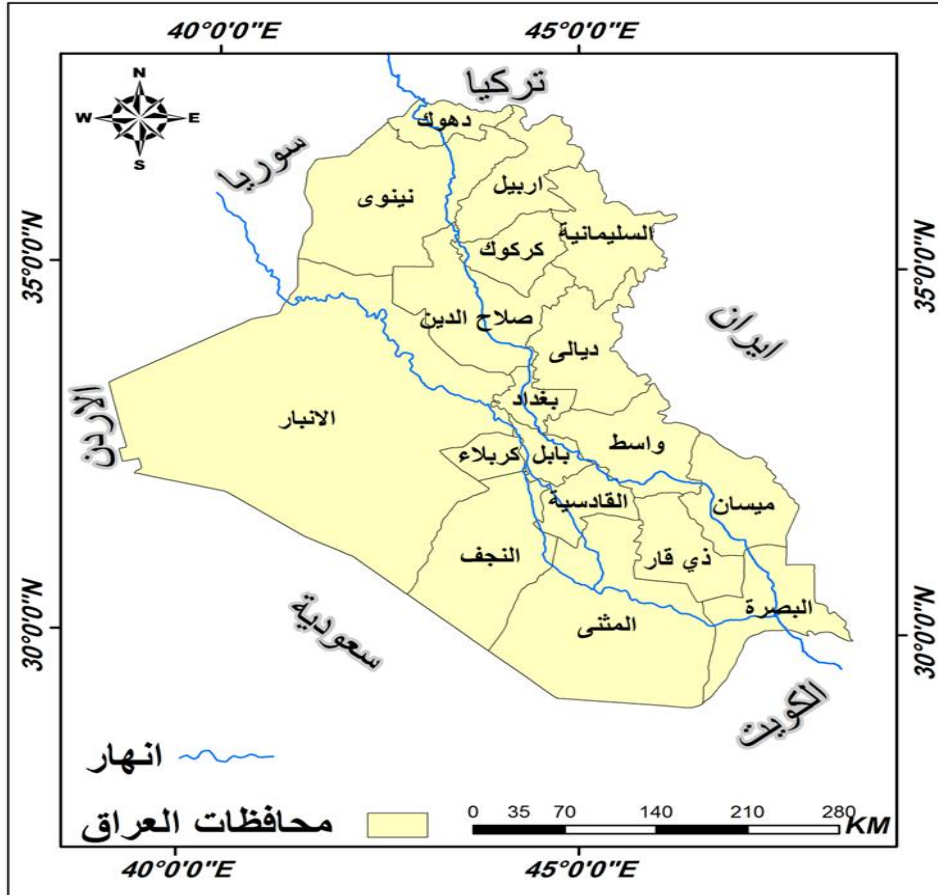 40°0'0"E 45°0'0"E
N
W E
S
تركيا
سوريا
دهوك
اربيل
نينوى
السليمانية
كركوك
35°0'0"N 35°0'0"N
صلاح الدين
ايران
ديالى
بغداد
الاردن
الانبار
واسط
بابل
كربلاء
القادسية
ميسان
النجف
ذي قار
البصرة
المثنى
30°0'0"N 30°0'0"N
سعودية
الكويت
انهار
محافظات العراق
0 35 70 140 210 280 KM
40°0'0"E 45°0'0"E